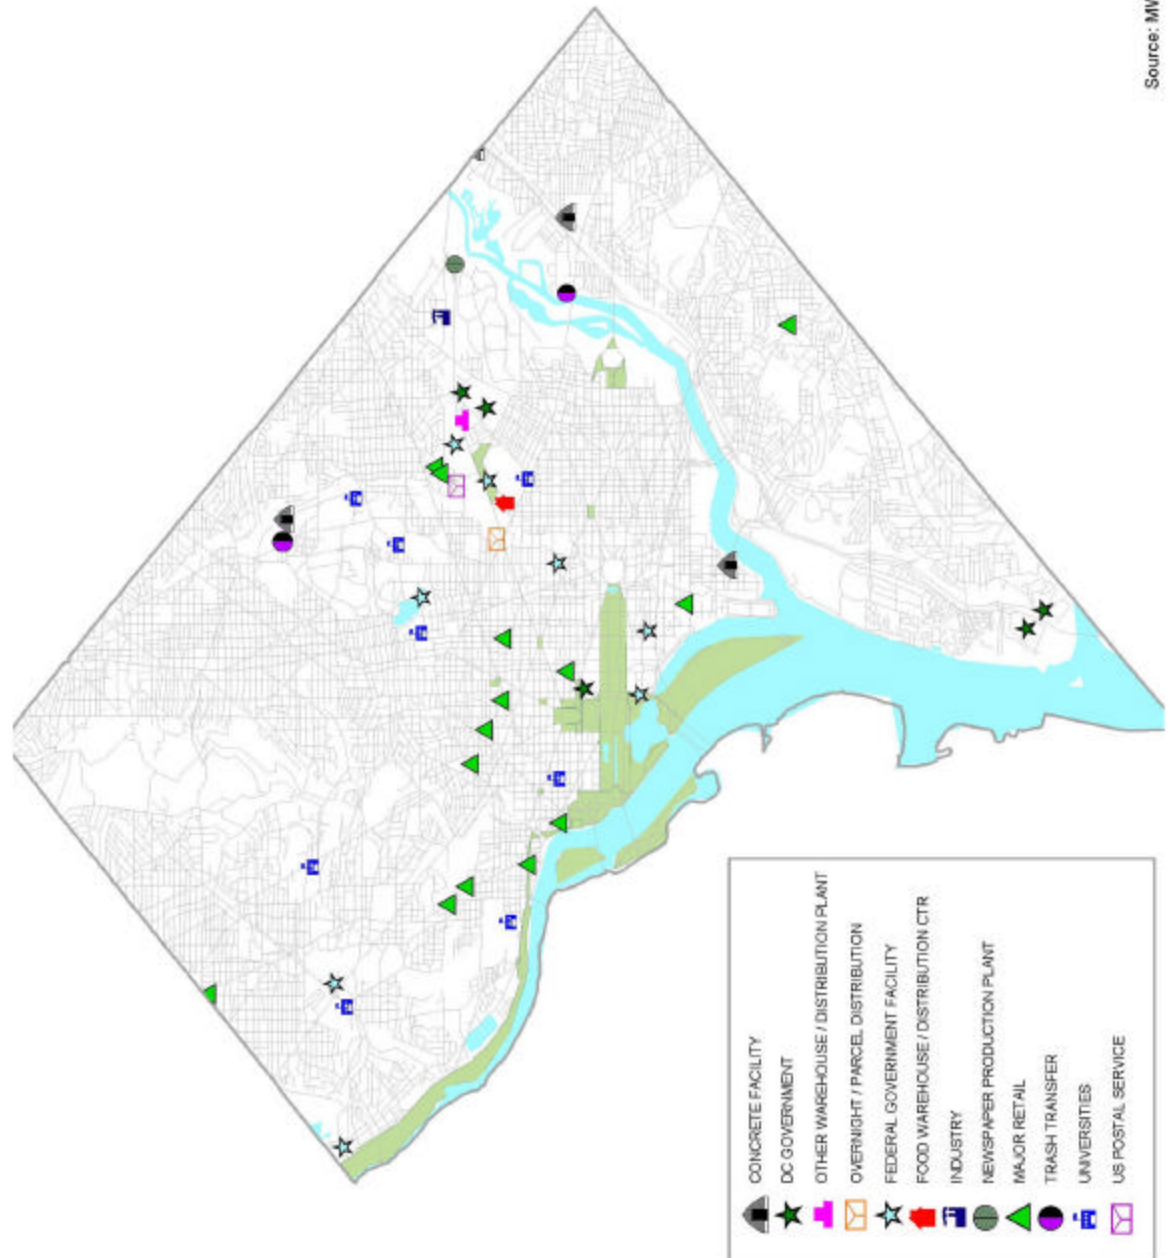 Source:
CONCRETE FACILITY
DC GOVERNMENT
OTHER WAREHOUSE / DISTRIBUTION PLANT
OVERNIGHT / PARCEL DISTRIBUTION
FEDERAL GOVERNMENT FACILITY
FOOD WAREHOUSE / DISTRIBUTION CTR
INDUSTRY
NEWSPAPER PRODUCTION PLANT
MAJOR RETAIL
TRASH TRANSFER
UNIVERSITIES
US POSTAL SERVICE